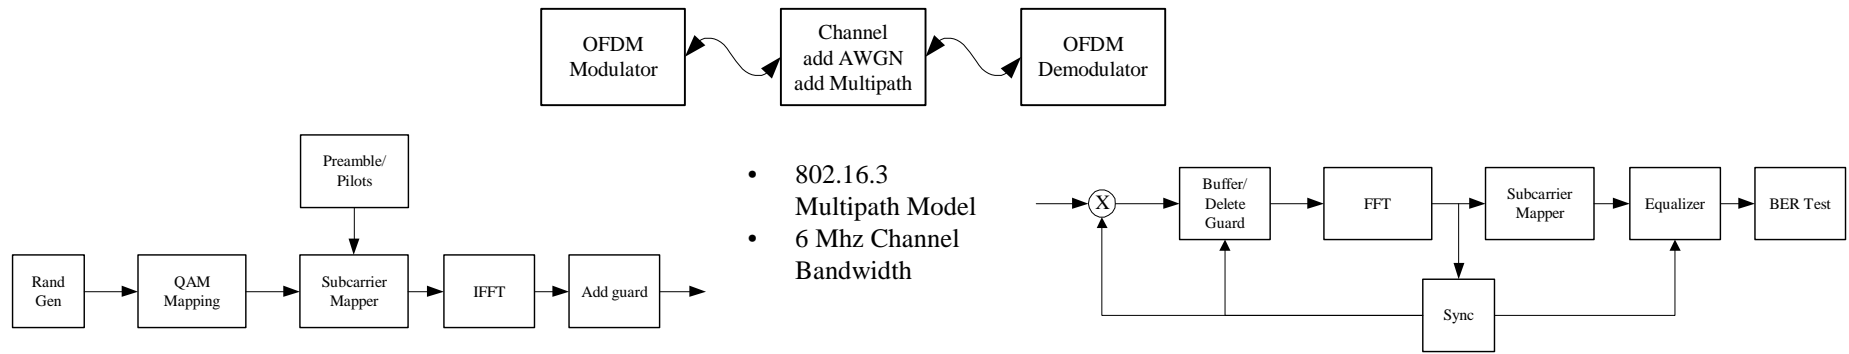 OFDM
Modulator
Channel
add AWGN
add Multipath
OFDM
Demodulator
Preamble/
Pilots
Rand
Gen
QAM
Mapping
Subcarrier
Mapper
IFFT
Add guard
• 802.16.3
Multipath Model
• 6 Mhz Channel
Bandwidth
X
Buffer/
Delete
Guard
FFT
Subcarrier
Mapper
Equalizer
BER Test
Sync